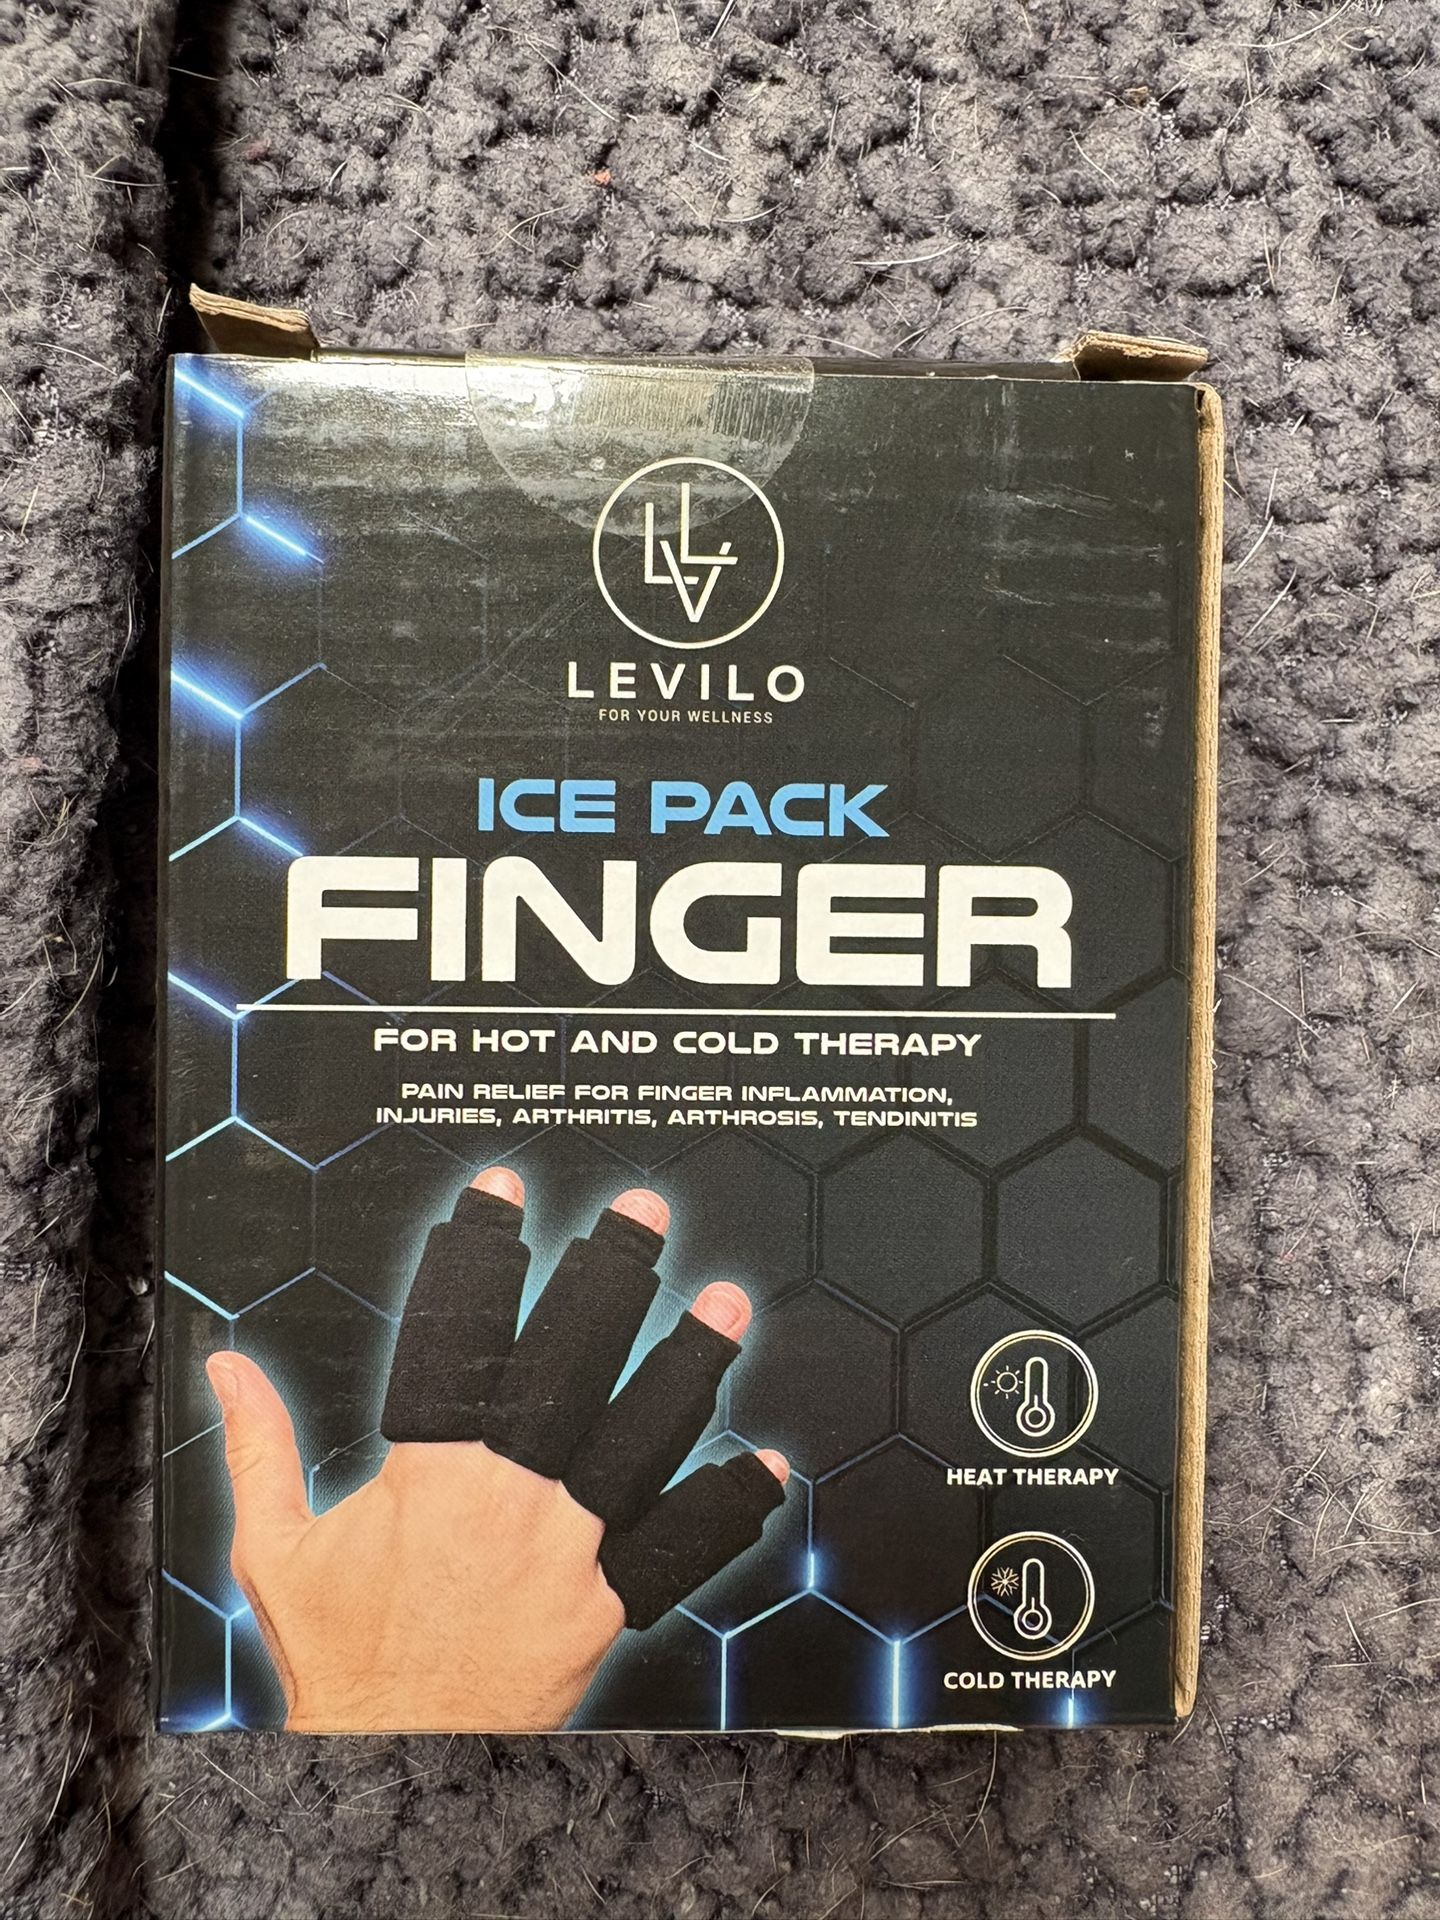 LLV
LEVILO
FOR YOUR WELLNESS
ICE PACK
FINGER
FOR HOT AND COLD THERAPY
PAIN RELIEF FOR FINGER INFLAMMATION,
INJURIES, ARTHRITIS, ARTHROSIS, TENDINITIS
HEAT THERAPY
COLD THERAPY